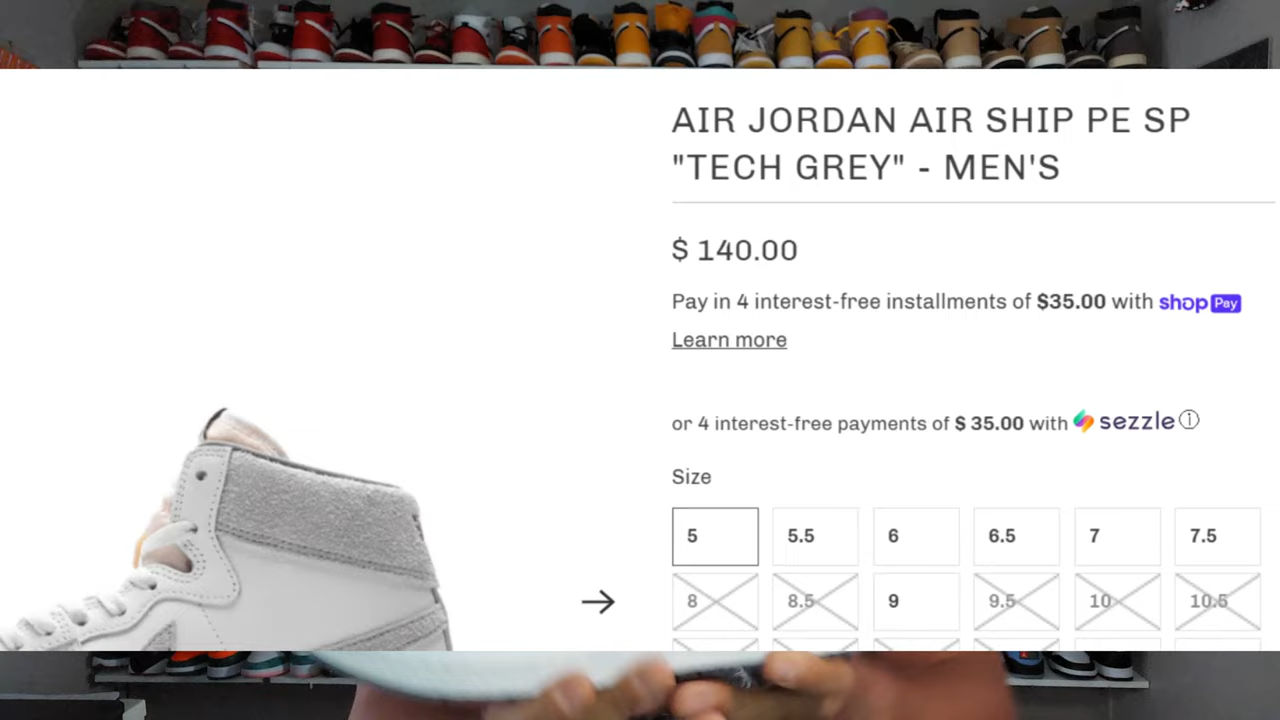 AIR JORDAN AIR SHIP PE SP
"TECH GREY" - MEN'S
$ 140.00
Pay in 4 interest-free installments of $35.00 with shop Pay
Learn more
or 4 interest-free payments of $ 35.00 with sezzle ⓘ
Size
5 5.5 6 6.5 7 7.5
8 8.5 9 9.5 10 10.5